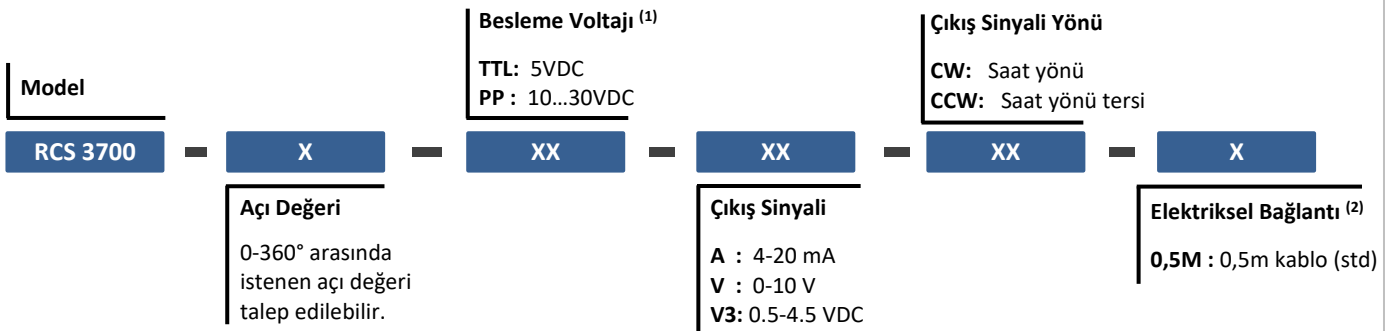 Besleme Voltajı (1)
TTL: 5VDC
PP : 10...30VDC
Çıkış Sinyali Yönü
CW: Saat yönü
CCW: Saat yönü tersi
Model
RCS 3700 - X - XX - XX - XX - X
Açı Değeri
0-360° arasında
istenen açı değeri
talep edilebilir.
Çıkış Sinyali
A : 4-20 mA
V : 0-10 V
V3: 0.5-4.5 VDC
Elektriksel Bağlantı (2)
0,5M : 0,5m kablo (std)